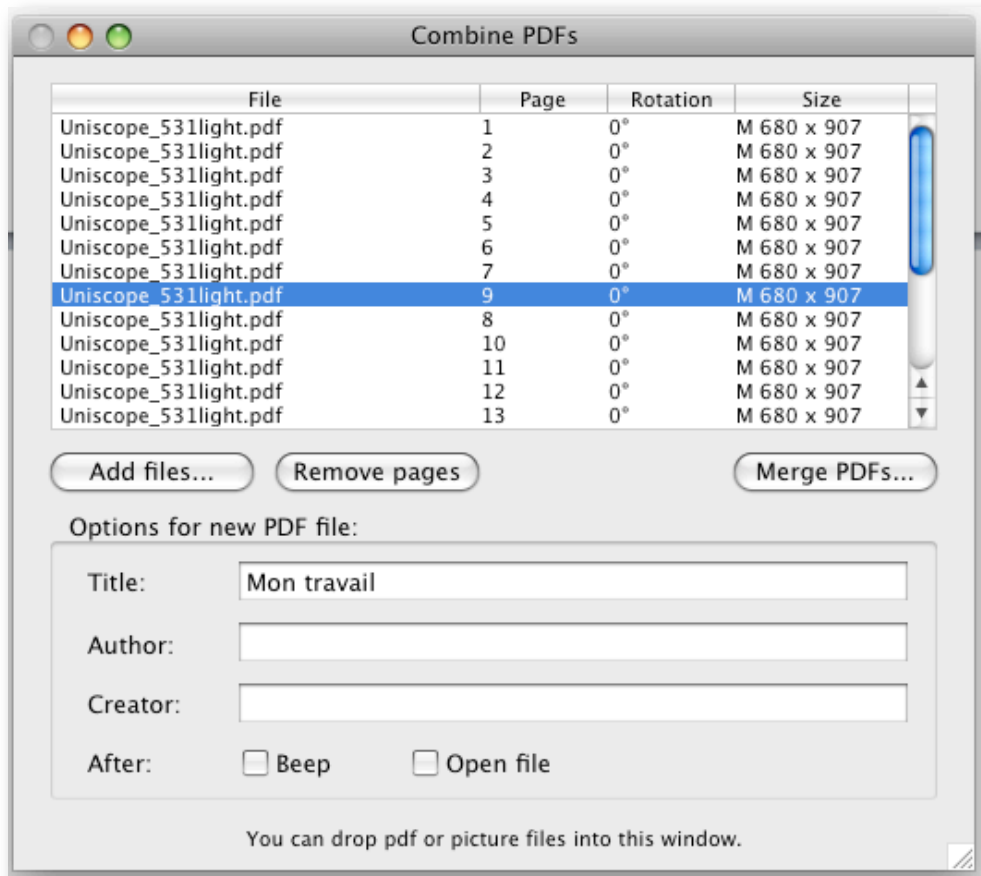 Combine PDFs
File Page Rotation Size
Uniscope_531light.pdf 1 0° M 680 x 907
Uniscope_531light.pdf 2 0° M 680 x 907
Uniscope_531light.pdf 3 0° M 680 x 907
Uniscope_531light.pdf 4 0° M 680 x 907
Uniscope_531light.pdf 5 0° M 680 x 907
Uniscope_531light.pdf 6 0° M 680 x 907
Uniscope_531light.pdf 7 0° M 680 x 907
Uniscope_531light.pdf 9 0° M 680 x 907
Uniscope_531light.pdf 8 0° M 680 x 907
Uniscope_531light.pdf 10 0° M 680 x 907
Uniscope_531light.pdf 11 0° M 680 x 907
Uniscope_531light.pdf 12 0° M 680 x 907
Uniscope_531light.pdf 13 0° M 680 x 907
Add files... Remove pages Merge PDFs...
Options for new PDF file:
Title: Mon travail
Author:
Creator:
After: Beep Open file
You can drop pdf or picture files into this window.